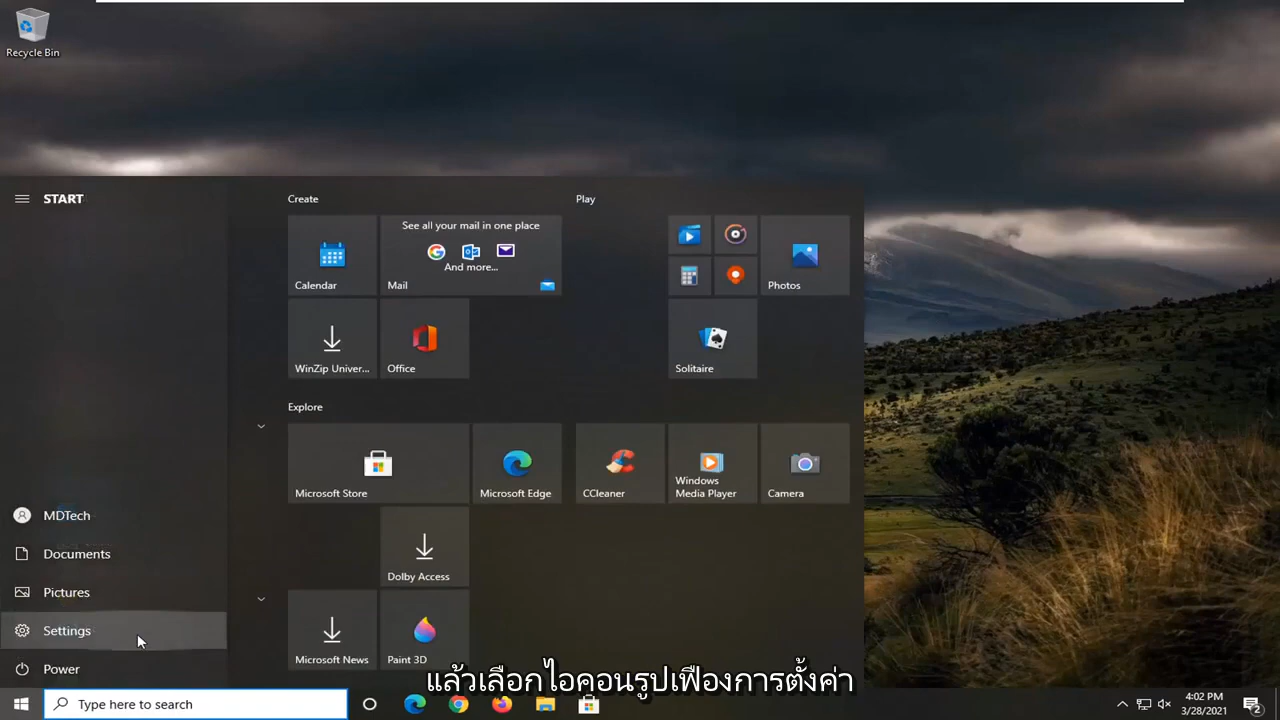 Recycle Bin
START
Create
Play
See all your mail in one place
And more...
Calendar
Mail
Photos
WinZip Univer...
Office
Solitaire
Explore
Microsoft Store
Microsoft Edge
CCleaner
Windows
Media Player
Camera
MDTech
Documents
Dolby Access
Pictures
Settings
Microsoft News
Paint 3D
Power
แล้วเลือกไอคอนรูปเฟืองการตั้งค่า
Type here to search
4:02 PM
3/28/2021
2